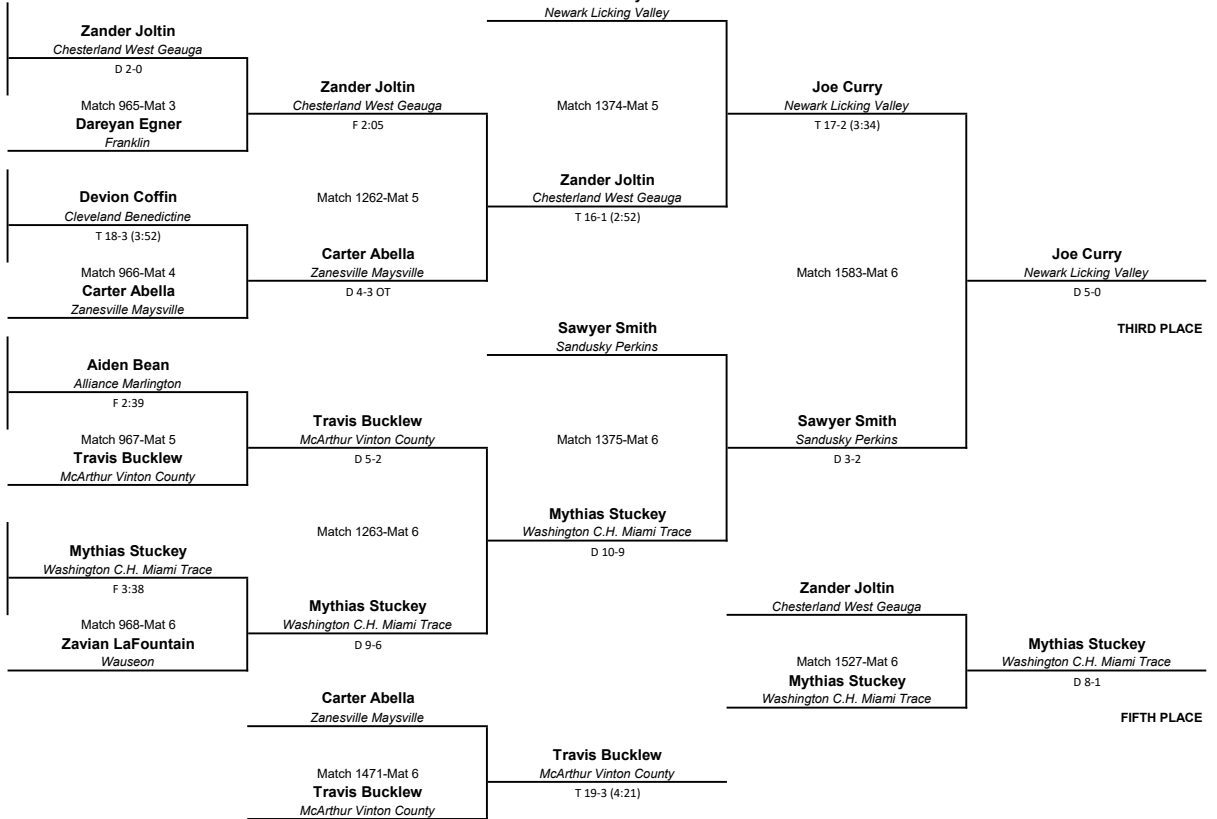 Newark Licking Valley
Zander Joltin
Chesterland West Geauga
D 2-0
Match 965-Mat 3
Dareyan Egner
Franklin
Zander Joltin
Chesterland West Geauga
F 2:05
Match 1374-Mat 5
Joe Curry
Newark Licking Valley
T 17-2 (3:34)
Devion Coffin
Cleveland Benedictine
T 18-3 (3:52)
Match 966-Mat 4
Carter Abella
Zanesville Maysville
Match 1262-Mat 5
Zander Joltin
Chesterland West Geauga
T 16-1 (2:52)
Carter Abella
Zanesville Maysville
D 4-3 OT
Match 1583-Mat 6
Joe Curry
Newark Licking Valley
D 5-0
THIRD PLACE
Sawyer Smith
Sandusky Perkins
Aiden Bean
Alliance Marlington
F 2:39
Match 967-Mat 5
Travis Bucklew
McArthur Vinton County
Travis Bucklew
McArthur Vinton County
D 5-2
Match 1375-Mat 6
Sawyer Smith
Sandusky Perkins
D 3-2
Match 1263-Mat 6
Mythias Stuckey
Washington C.H. Miami Trace
D 10-9
Mythias Stuckey
Washington C.H. Miami Trace
F 3:38
Match 968-Mat 6
Zavian LaFountain
Wauseon
Mythias Stuckey
Washington C.H. Miami Trace
D 9-6
Zander Joltin
Chesterland West Geauga
Match 1527-Mat 6
Mythias Stuckey
Washington C.H. Miami Trace
Mythias Stuckey
Washington C.H. Miami Trace
D 8-1
FIFTH PLACE
Carter Abella
Zanesville Maysville
Match 1471-Mat 6
Travis Bucklew
McArthur Vinton County
Travis Bucklew
McArthur Vinton County
T 19-3 (4:21)